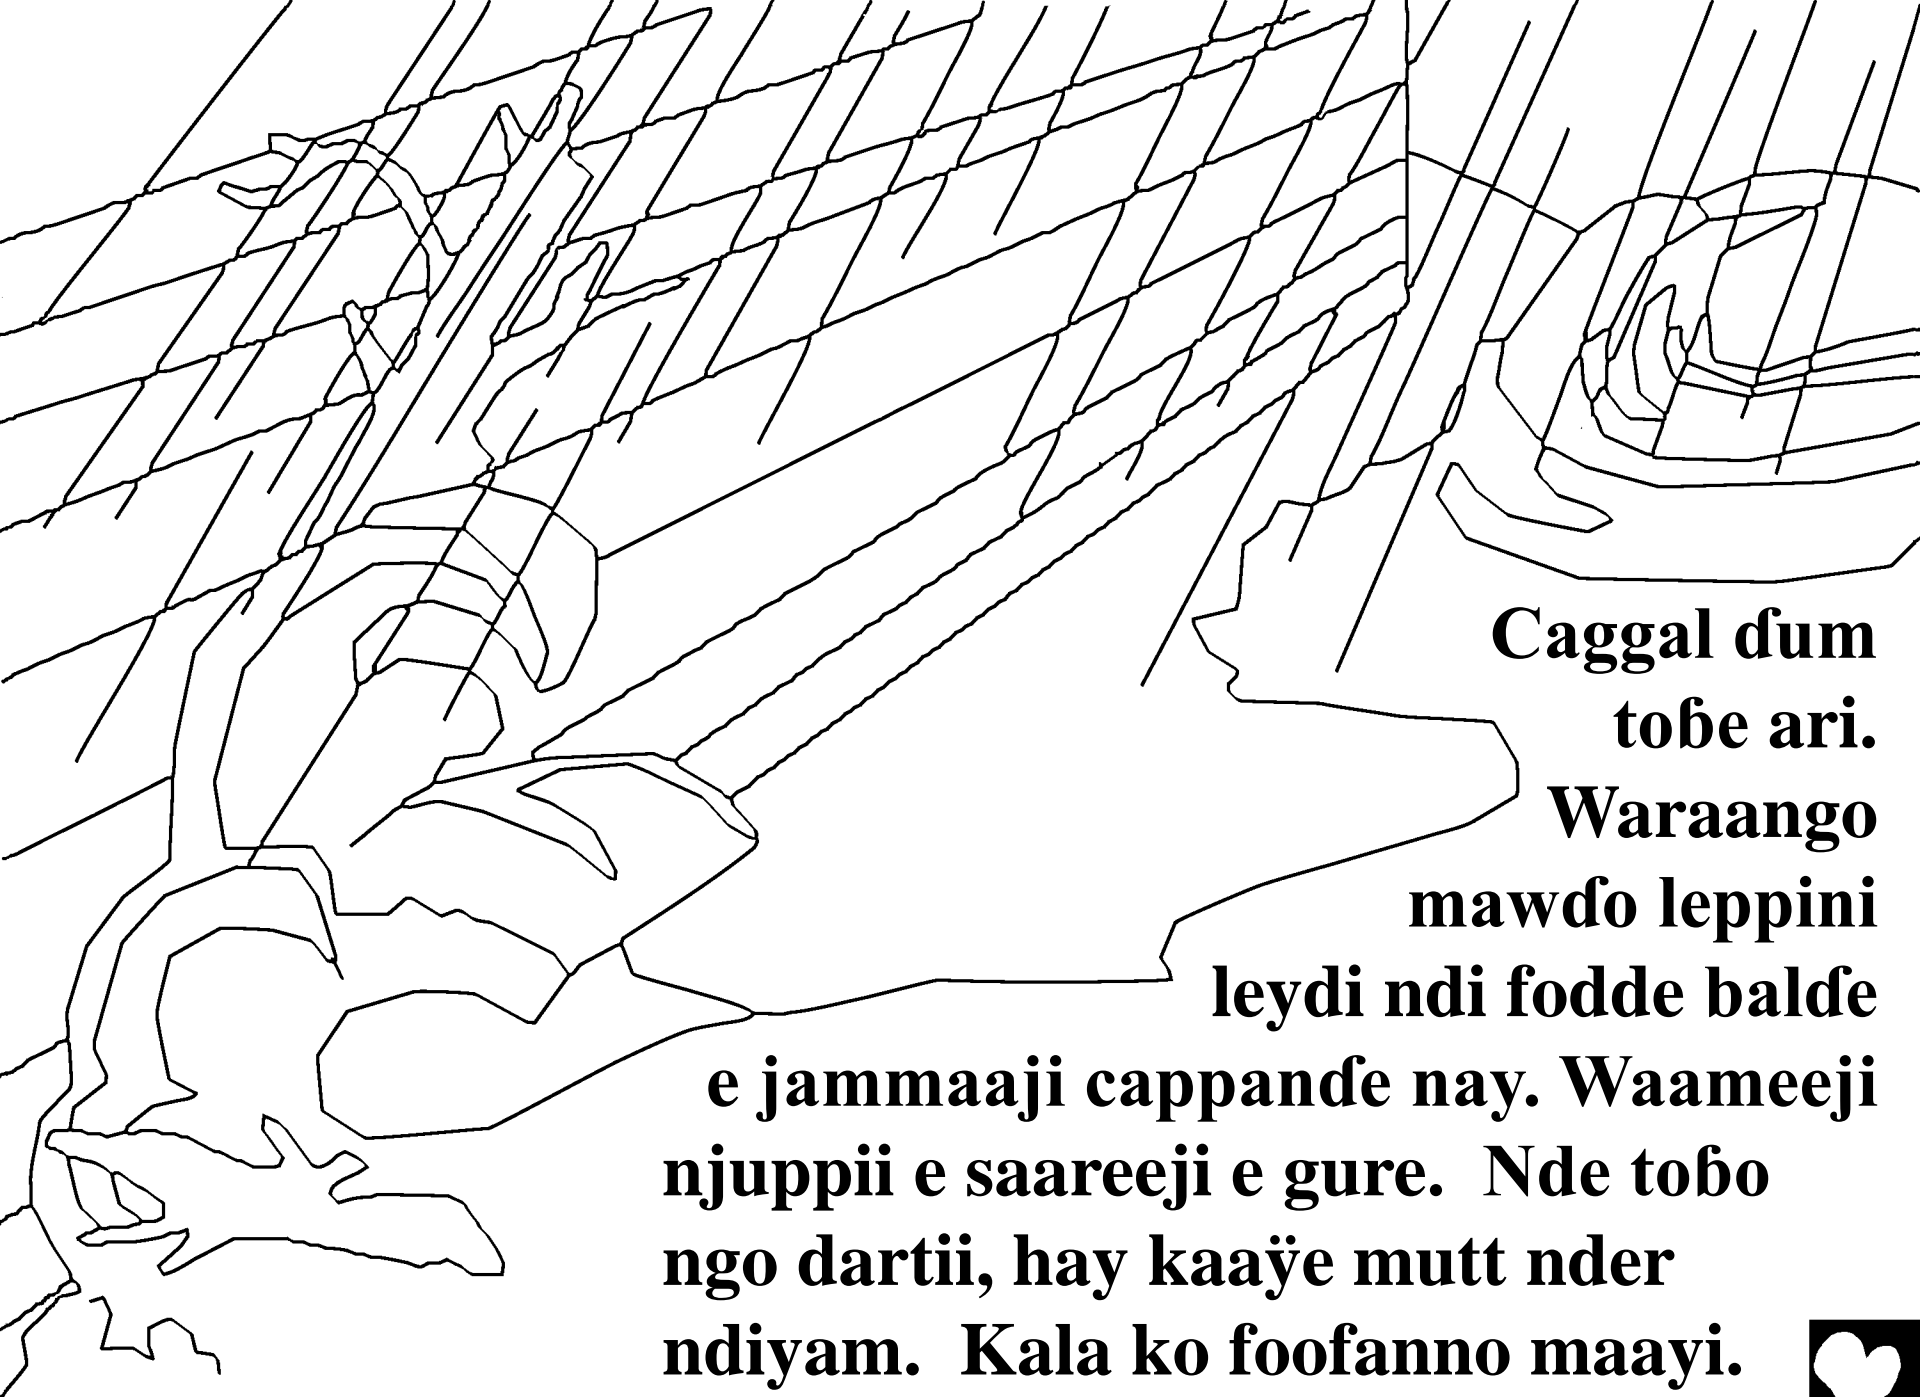 Caggal ɗum
toɓe ari.
Waraango
mawɗo leppini
leydi ndi fodde balɗe
e jammaaji cappanɗe nay. Waameeji
njuppii e saareeji e gure. Nde toɓo
ngo dartii, hay kaaÿe mutt nder
ndiyam. Kala ko foofanno maayi.